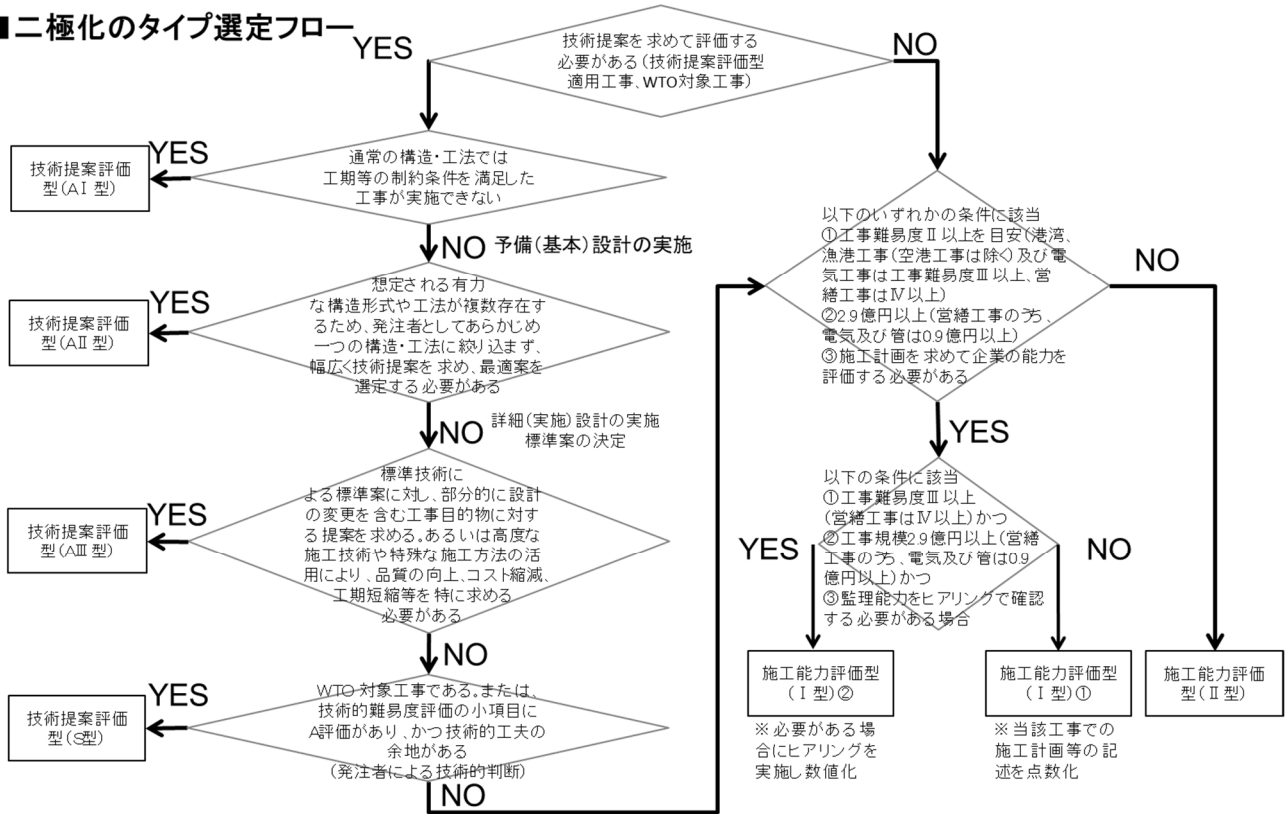 ■二極化のタイプ選定フロー
YES
技術提案を求めて評価する
必要がある(技術提案評価型
適用工事、WTO対象工事)
NO
技術提案評価
型(AⅠ型)
YES
通常の構造・工法では
工期等の制約条件を満足した
工事が実施できない
NO 予備(基本)設計の実施
技術提案評価
型(AⅡ型)
YES
想定される有力
な構造形式や工法が複数存在す
るため、発注者としてあらかじめ
一つの構造・工法に絞り込まず、
幅広く技術提案を求め、最適案を
選定する必要がある
NO
詳細(実施)設計の実施
標準案の決定
技術提案評価
型(AⅢ型)
YES
標準技術に
よる標準案に対し、部分的に設計
の変更を含む工事目的物に対す
る提案を求める。あるいは高度な
施工技術や特殊な施工方法の活
用により、品質の向上、コスト縮減、
工期短縮等を特に求める
必要がある
NO
技術提案評価
型(S型)
YES
WTO対象工事である。または、
技術的難易度評価の小項目に
A評価があり、かつ技術的工夫の
余地がある
(発注者による技術的判断)
NO
以下のいずれかの条件に該当
①工事難易度Ⅱ以上を目安(港湾、
漁港工事(空港工事は除く)及び電
気工事は工事難易度Ⅲ以上、営
繕工事はⅣ以上)
②2.9億円以上(営繕工事のうち、
電気及び管は0.9億円以上)
③施工計画を求めて企業の能力を
評価する必要がある
NO
YES
以下の条件に該当
①工事難易度Ⅲ以上
(営繕工事はⅣ以上)かつ
②工事規模2.9億円以上(営繕
工事のうち、電気及び管は0.9
億円以上)かつ
③監理能力をヒアリングで確認
する必要がある場合
YES
NO
施工能力評価型
(Ⅰ型)②
※必要がある場
合にヒアリングを
実施し数値化
施工能力評価型
(Ⅰ型)①
※当該工事での
施工計画等の記
述を点数化
施工能力評価
型(Ⅱ型)